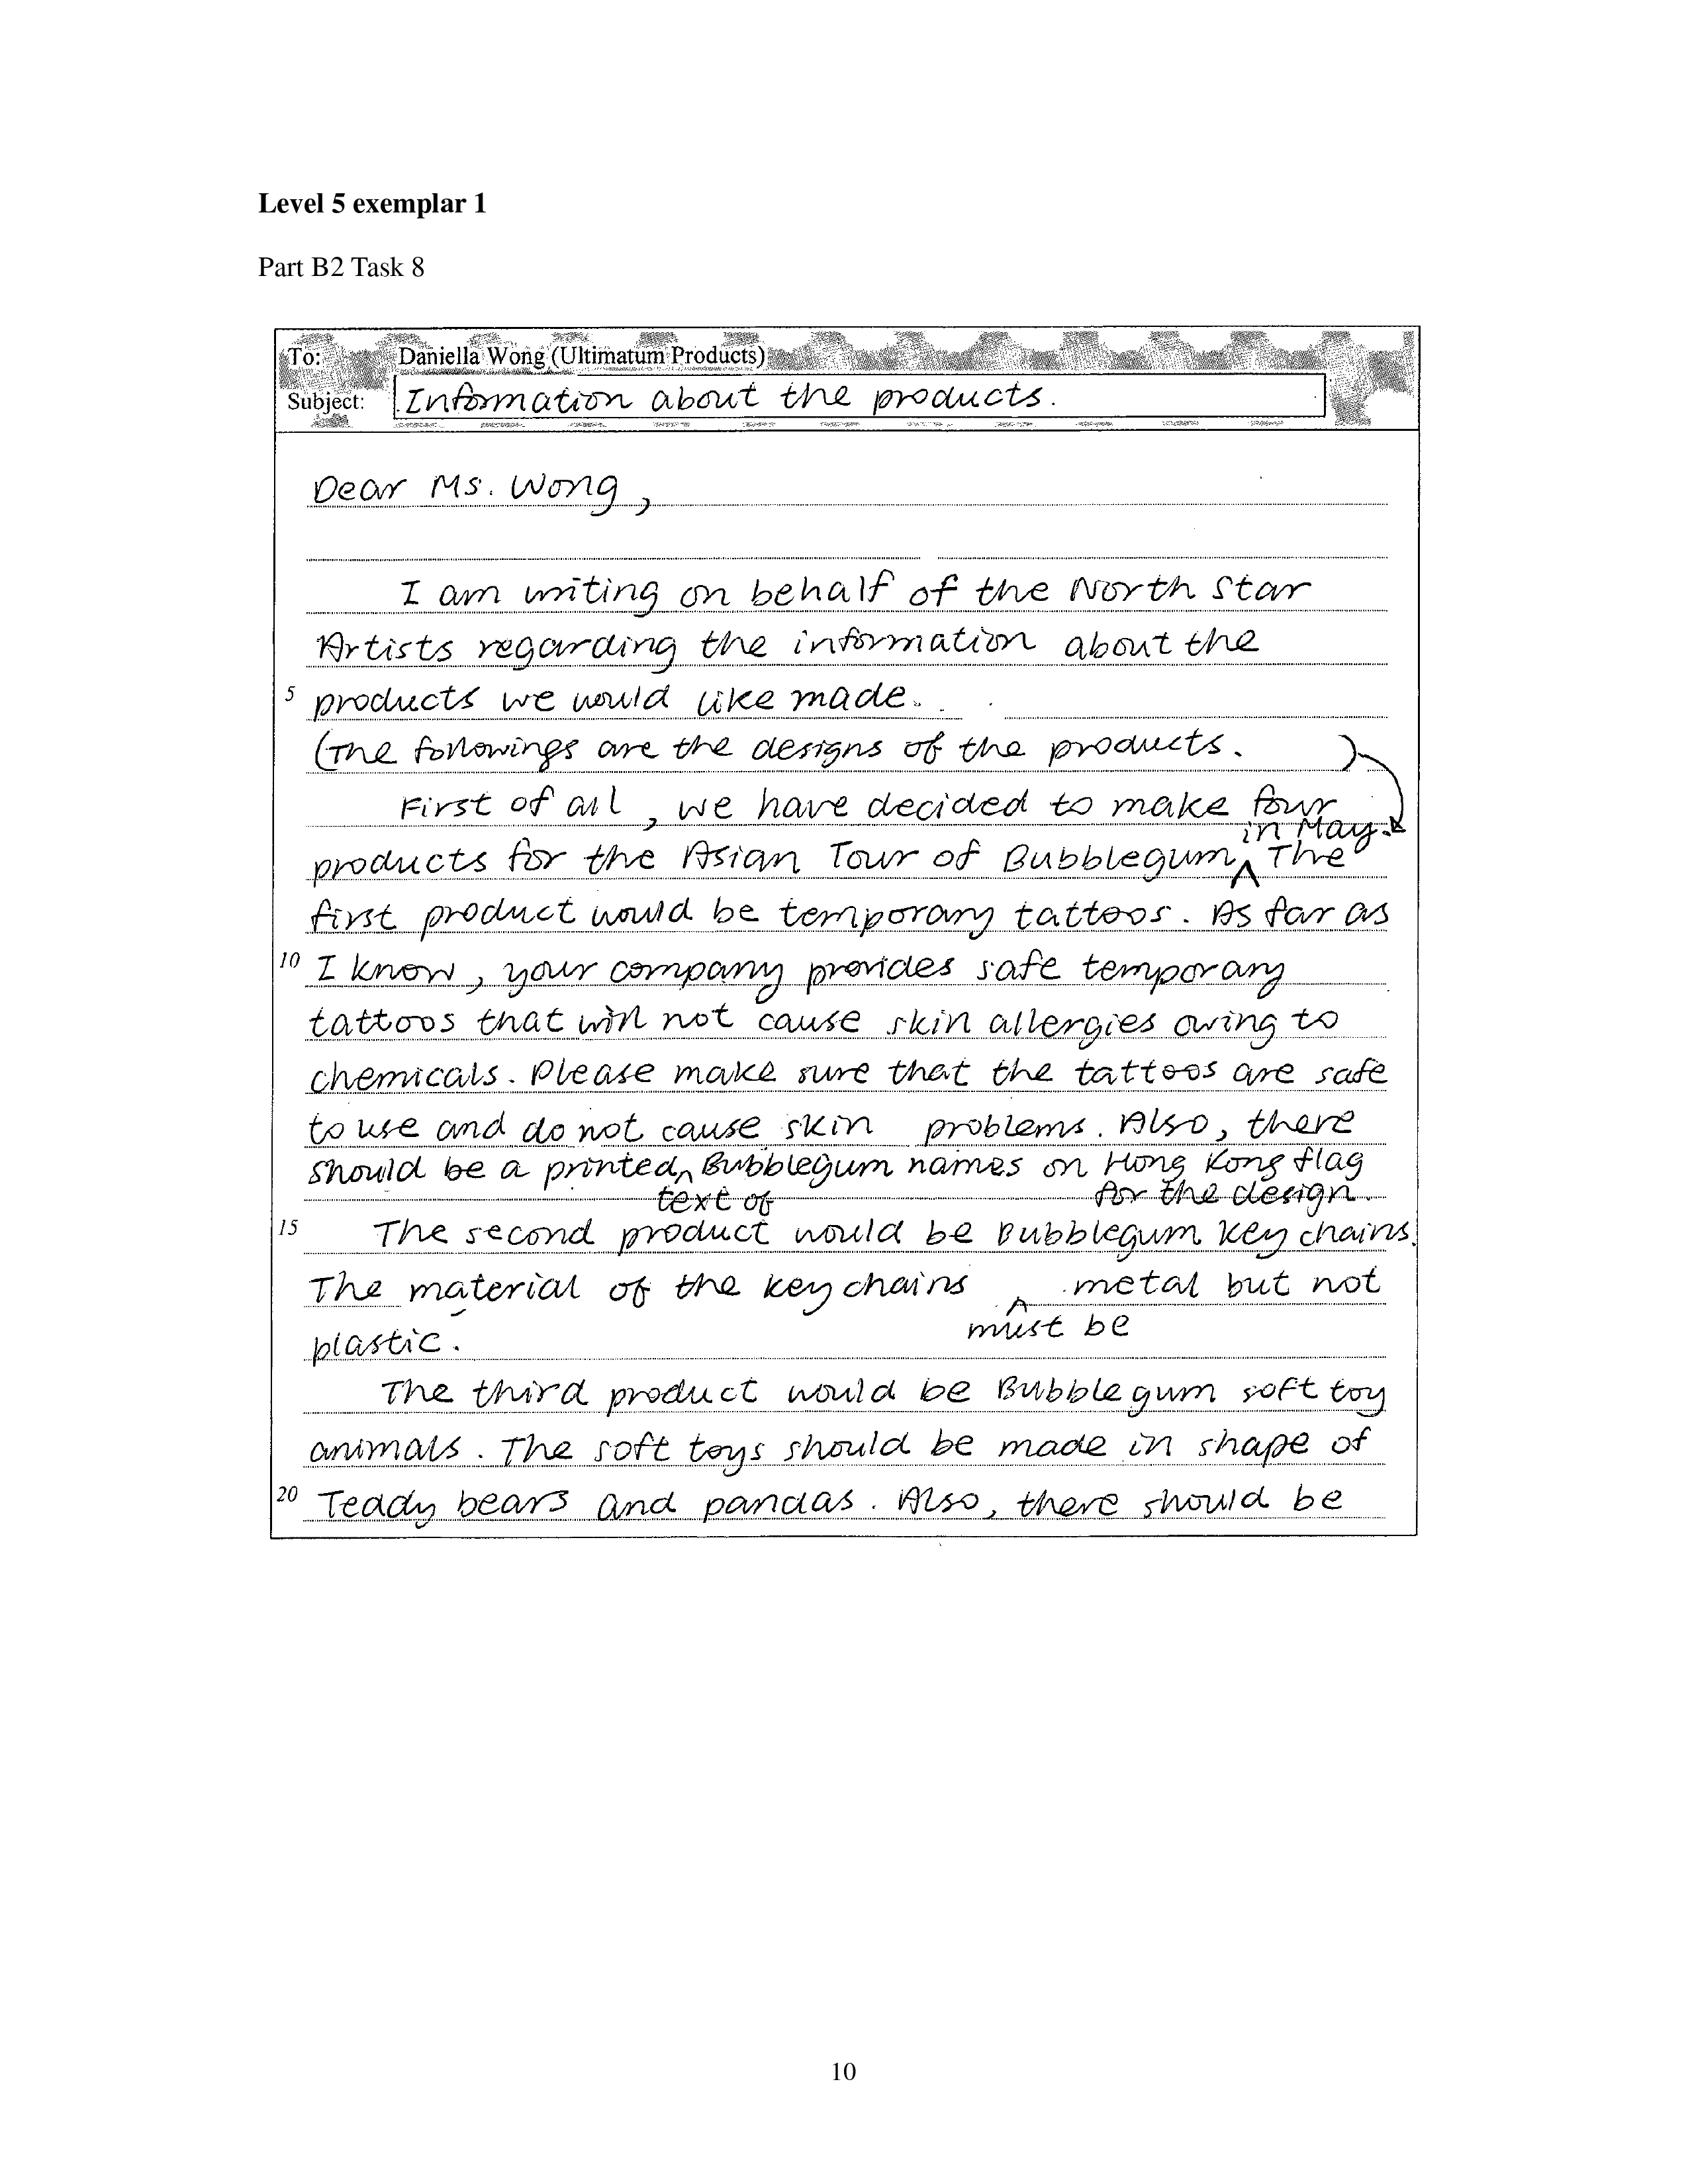 Level 5 exemplar 1
Part B2 Task 8
To: Daniella Wong (Ultimatum Products)
Subject: Information about the products.
Dear Ms. Wong,
I am writing on behalf of the North Star
Artists regarding the information about the
5 products we would like made.
(The followings are the designs of the products. )
First of all, we have decided to make four
in May.
products for the Asian Tour of Bubblegum ^ The
first product would be temporary tattoos. As far as
10 I know, your company provides safe temporary
tattoos that will not cause skin allergies owing to
chemicals. Please make sure that the tattoos are safe
to use and do not cause skin problems. Also, there
should be a printed ^ Bubblegum names on Hong Kong flag
text of for the design.
15 The second product would be Bubblegum key chains.
The material of the key chains ^ metal but not
must be
plastic.
The third product would be Bubblegum soft toy
animals. The soft toys should be made in shape of
20 Teddy bears and pandas. Also, there should be
10